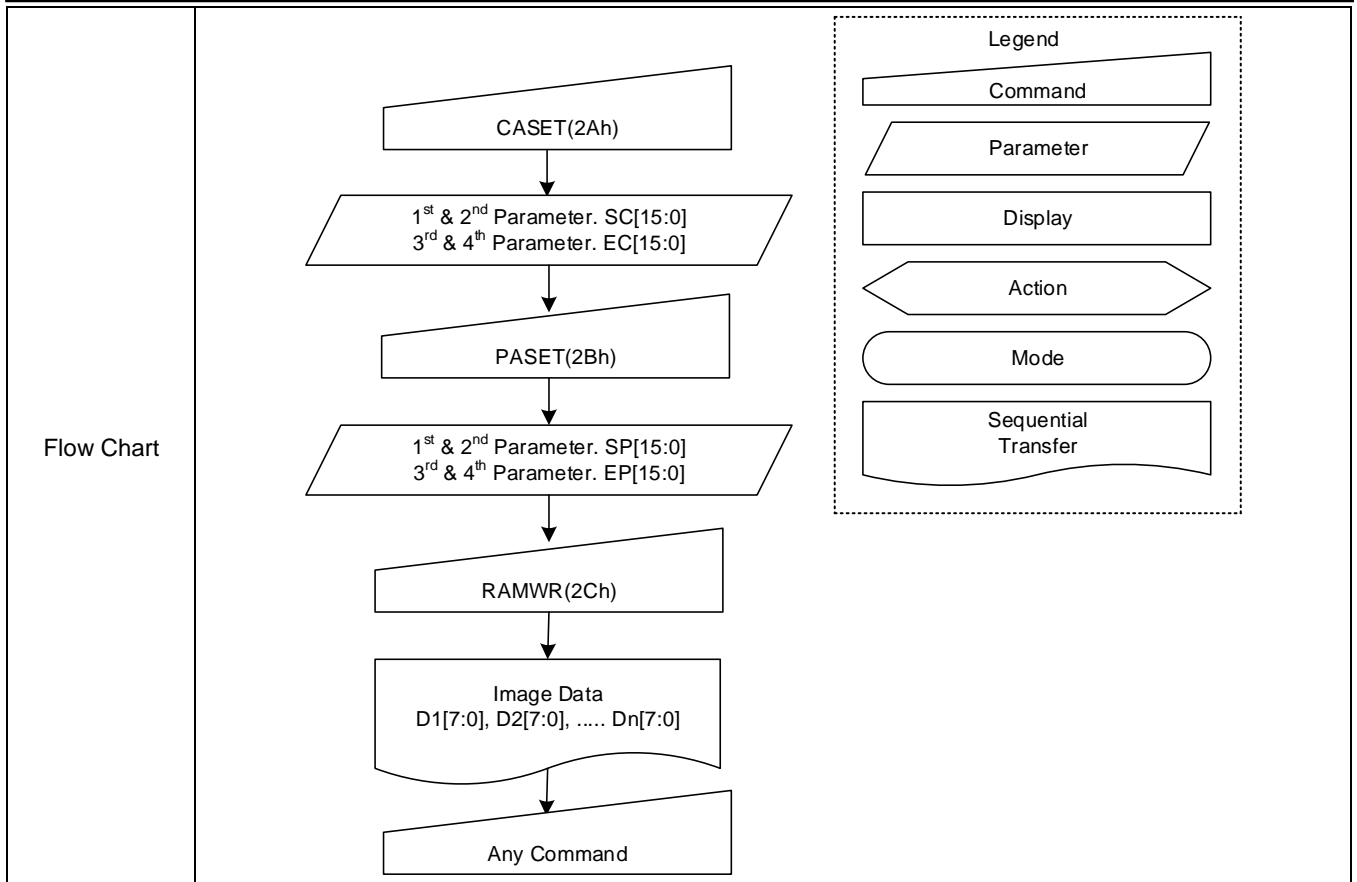 Flow Chart
CASET(2Ah)
1st & 2nd Parameter. SC[15:0]
3rd & 4th Parameter. EC[15:0]
PASET(2Bh)
1st & 2nd Parameter. SP[15:0]
3rd & 4th Parameter. EP[15:0]
RAMWR(2Ch)
Image Data
D1[7:0], D2[7:0], ..... Dn[7:0]
Any Command
Legend
Command
Parameter
Display
Action
Mode
Sequential
Transfer